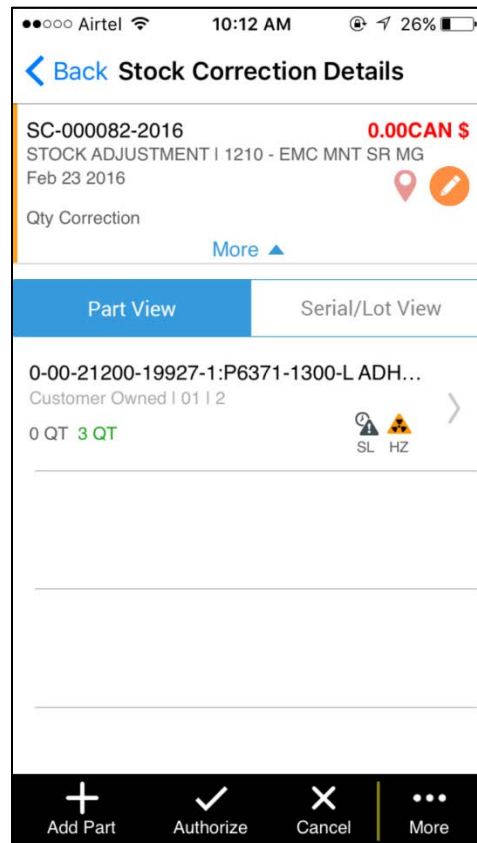 Airtel 10:12 AM 26%
Back Stock Correction Details
SC-000082-2016 0.00CAN $
STOCK ADJUSTMENT I 1210 - EMC MNT SR MG
Feb 23 2016
Qty Correction
More
Part View Serial/Lot View
0-00-21200-19927-1:P6371-1300-L ADH...
Customer Owned I 01 I 2
0 QT 3 QT
SL HZ
Add Part Authorize Cancel More